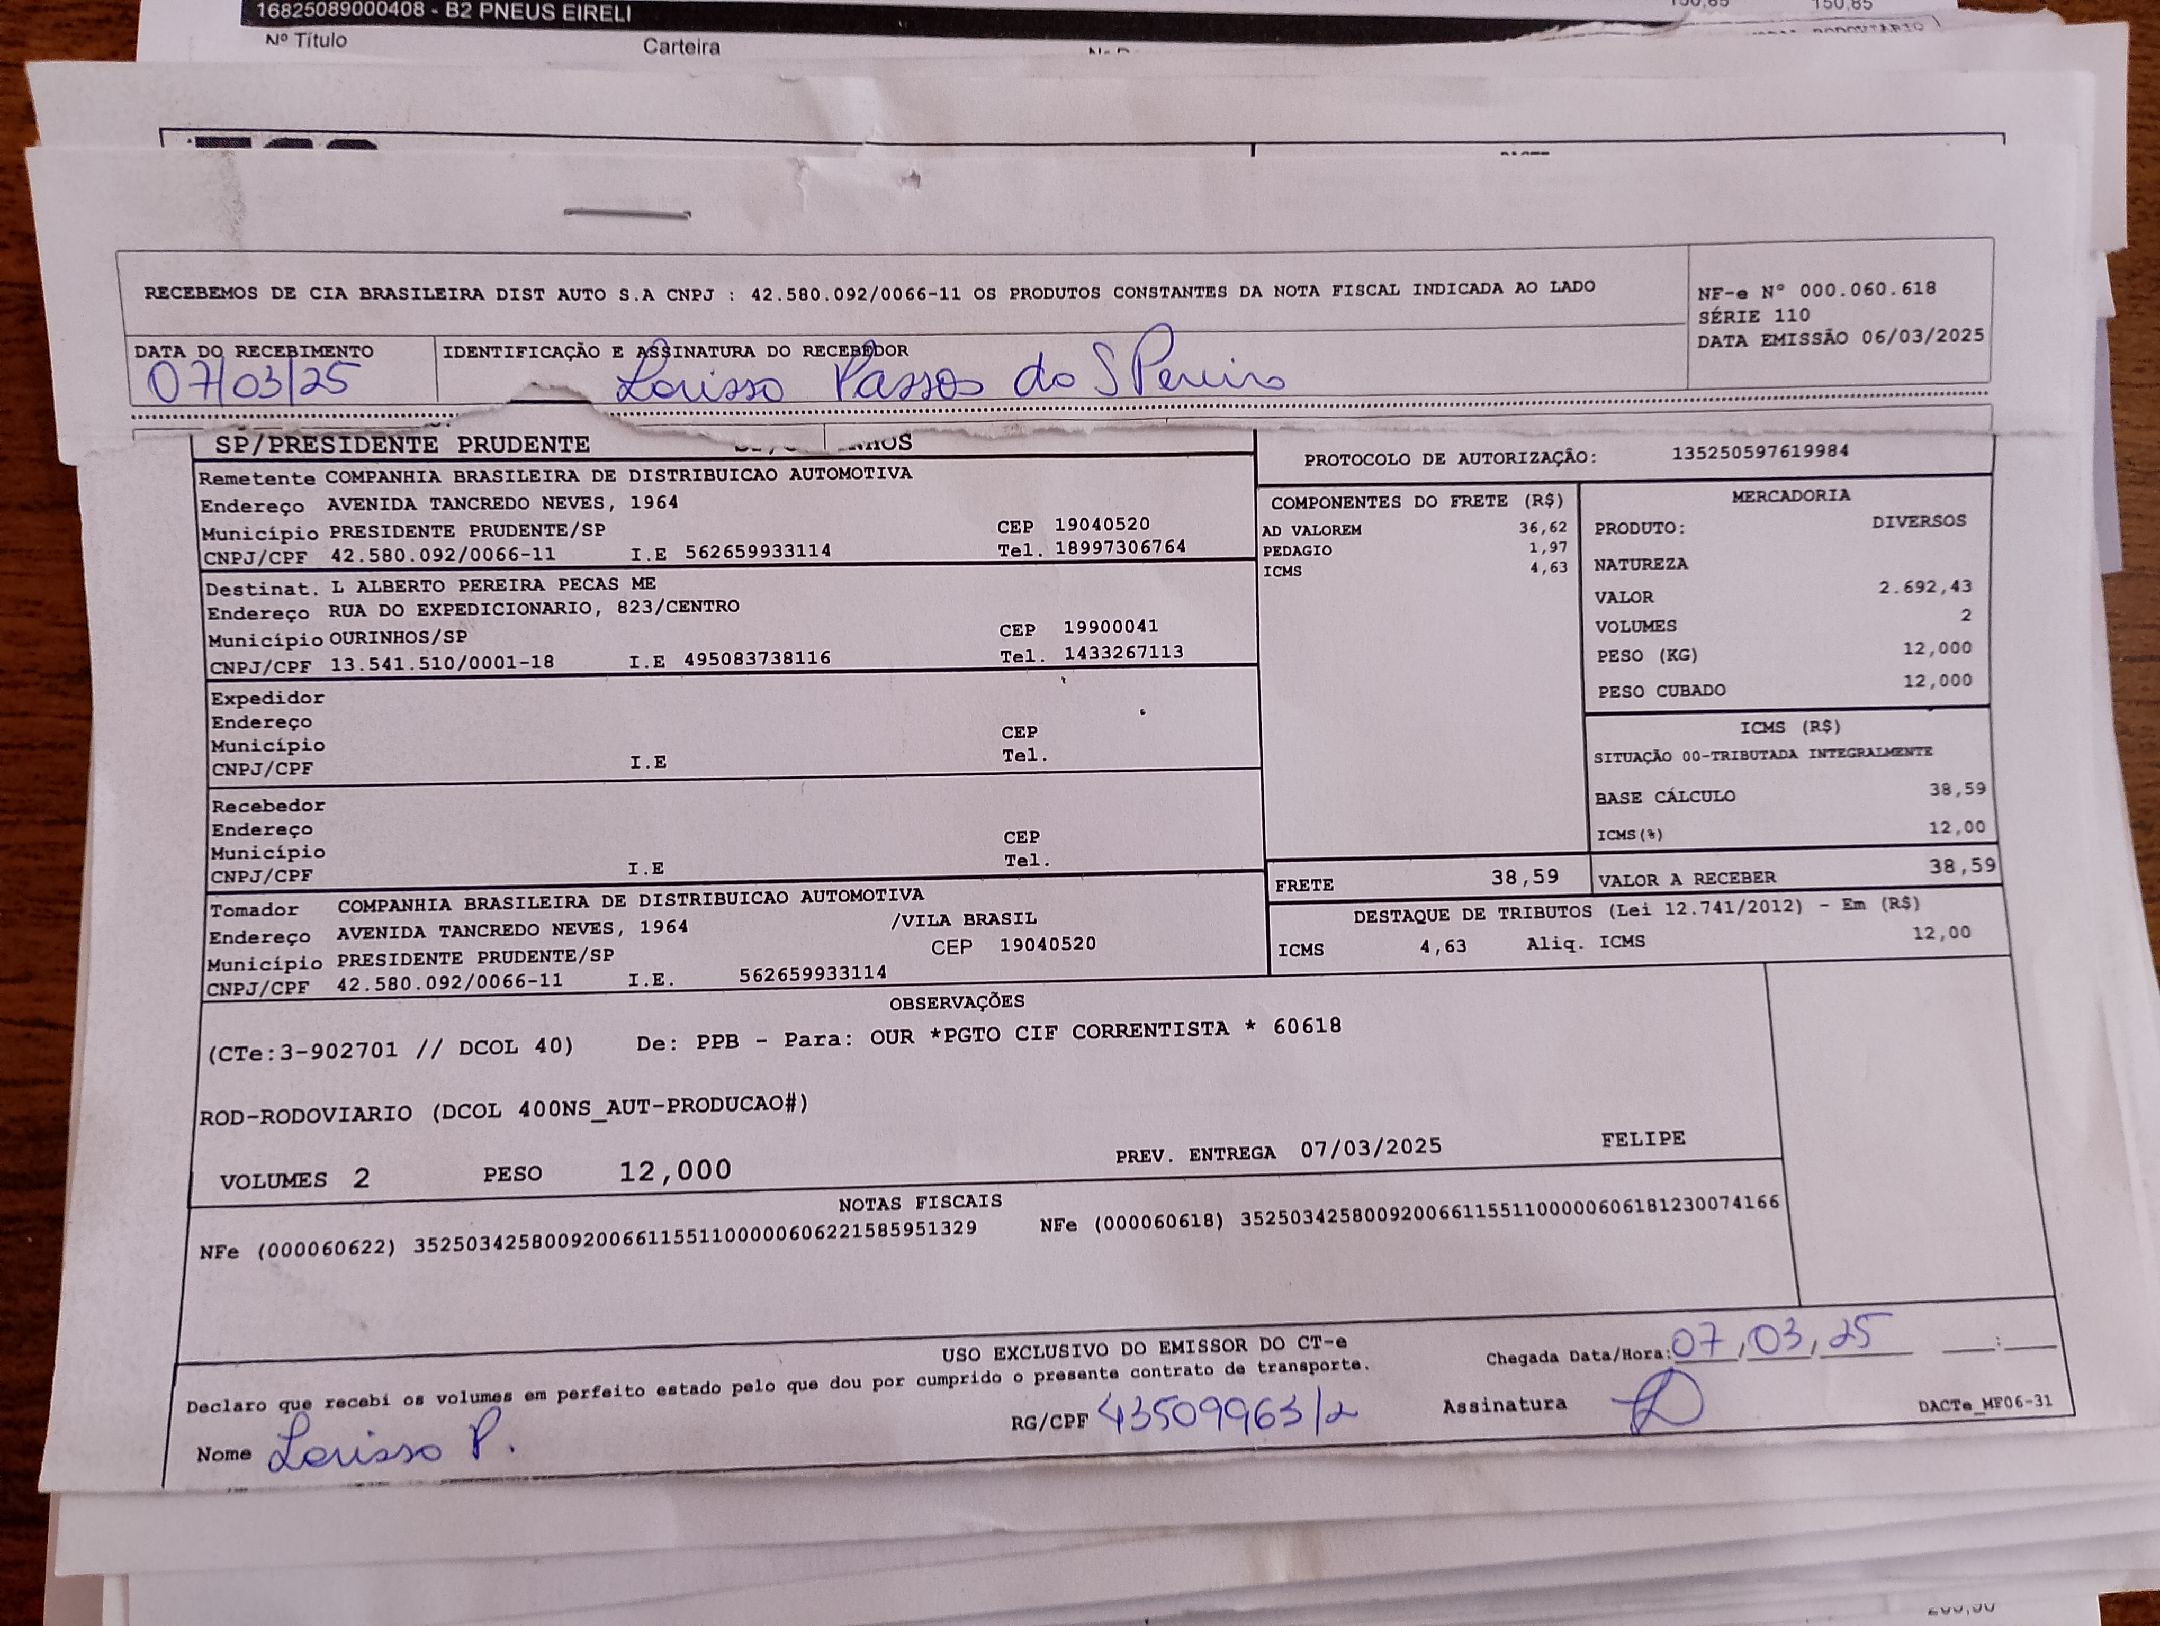 16825089000408 - B2 PNEUS EIRELI
150,85
Nº Título Carteira
RECEBEMOS DE CIA BRASILEIRA DIST AUTO S.A CNPJ : 42.580.092/0066-11 OS PRODUTOS CONSTANTES DA NOTA FISCAL INDICADA AO LADO
NF-e Nº 000.060.618
SÉRIE 110
DATA EMISSÃO 06/03/2025
DATA DO RECEBIMENTO
07/03/25
IDENTIFICAÇÃO E ASSINATURA DO RECEBEDOR
Larissa Passos da S Pereira
SP/PRESIDENTE PRUDENTE
PROTOCOLO DE AUTORIZAÇÃO: 135250597619984
Remetente COMPANHIA BRASILEIRA DE DISTRIBUICAO AUTOMOTIVA
Endereço AVENIDA TANCREDO NEVES, 1964
Município PRESIDENTE PRUDENTE/SP CEP 19040520
CNPJ/CPF 42.580.092/0066-11 I.E 562659933114 Tel. 18997306764
Destinat. L ALBERTO PEREIRA PECAS ME
Endereço RUA DO EXPEDICIONARIO, 823/CENTRO
Município OURINHOS/SP CEP 19900041
CNPJ/CPF 13.541.510/0001-18 I.E 495083738116 Tel. 1433267113
Expedidor
Endereço
Município CEP
CNPJ/CPF I.E Tel.
Recebedor
Endereço
Município CEP
CNPJ/CPF I.E Tel.
Tomador COMPANHIA BRASILEIRA DE DISTRIBUICAO AUTOMOTIVA
Endereço AVENIDA TANCREDO NEVES, 1964 /VILA BRASIL
Município PRESIDENTE PRUDENTE/SP CEP 19040520
CNPJ/CPF 42.580.092/0066-11 I.E. 562659933114
COMPONENTES DO FRETE (R$)
AD VALOREM 36,62
PEDAGIO 1,97
ICMS 4,63
MERCADORIA
PRODUTO: DIVERSOS
NATUREZA
VALOR 2.692,43
VOLUMES 2
PESO (KG) 12,000
PESO CUBADO 12,000
ICMS (R$)
SITUAÇÃO 00-TRIBUTADA INTEGRALMENTE
BASE CÁLCULO 38,59
ICMS(%) 12,00
FRETE 38,59 VALOR A RECEBER 38,59
DESTAQUE DE TRIBUTOS (Lei 12.741/2012) - Em (R$)
ICMS 4,63 Aliq. ICMS 12,00
OBSERVAÇÕES
(CTe:3-902701 // DCOL 40) De: PPB - Para: OUR *PGTO CIF CORRENTISTA * 60618
ROD-RODOVIARIO (DCOL 400NS_AUT-PRODUCAO#)
VOLUMES 2 PESO 12,000 PREV. ENTREGA 07/03/2025 FELIPE
NOTAS FISCAIS
NFe (000060622) 35250342580092006611551100000606221585951329 NFe (000060618) 35250342580092006611551100000606181230074166
USO EXCLUSIVO DO EMISSOR DO CT-e
Declaro que recebi os volumes em perfeito estado pelo que dou por cumprido o presente contrato de transporte.
Chegada Data/Hora: 07/03/25 __:__
Nome Larissa P. RG/CPF 43509963/2 Assinatura
DACTe_MF06-31